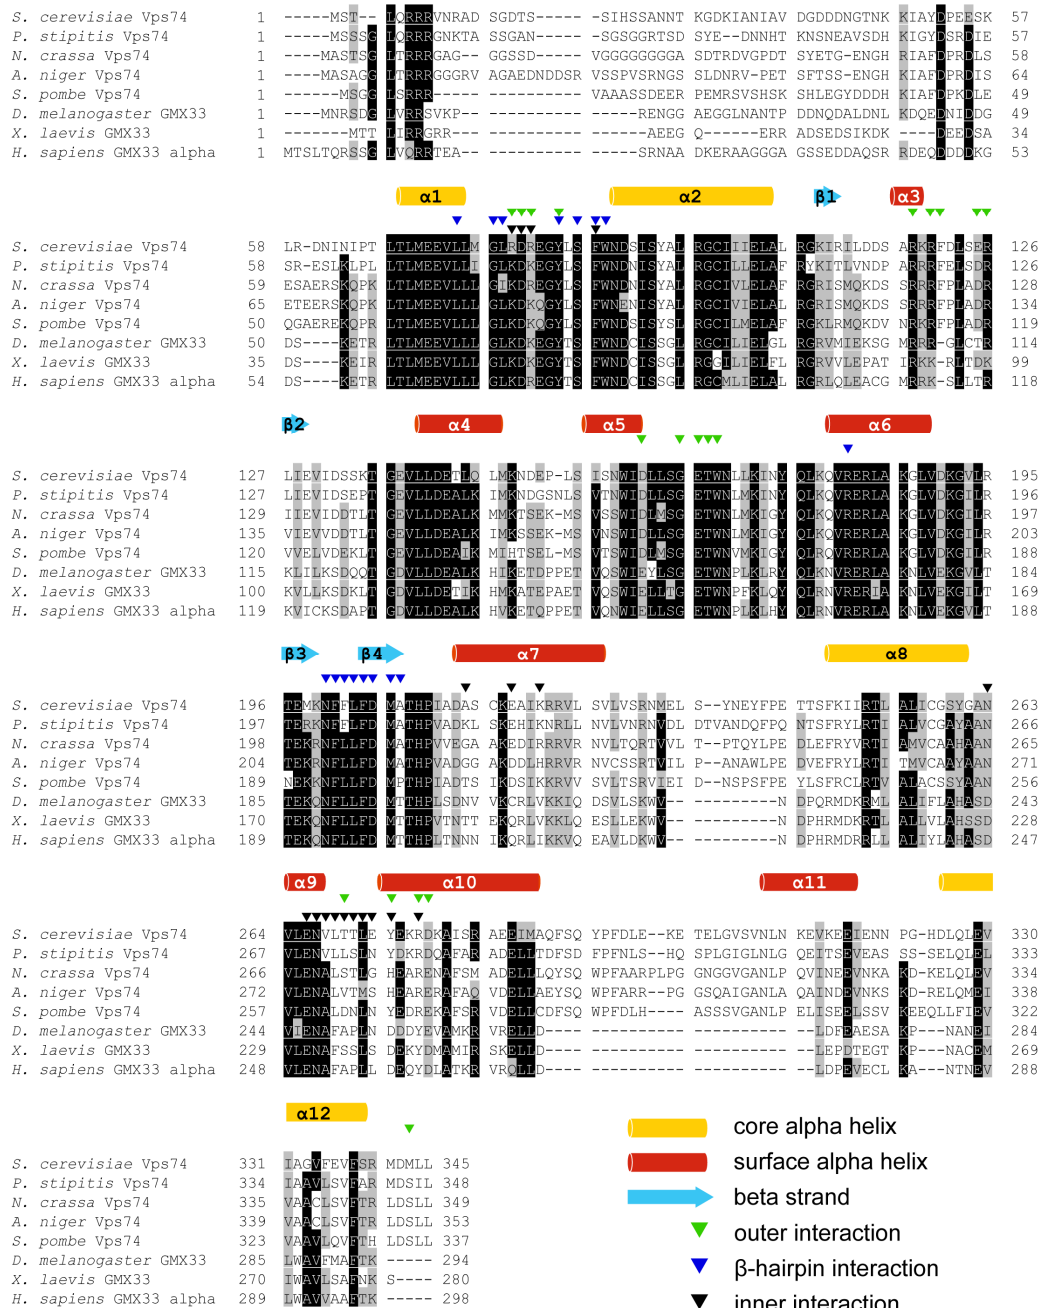 S. cerevisiae Vps74 1 -----MST-- LQRRRVNRAD SGDTS----- -SIHSSANNT KGDKIANIAV DGDDDNGTNK KIAYDPEESK 57
P. stipitis Vps74 1 -----MSSSG LQRRRGNKTA SSGAN----- -SGSGGRTSD SYE--DNNHT KNSNEAVSDH KIGYDSRDIE 57
N. crassa Vps74 1 ----MASTSG LTRRRGAG-- GGSSD----- -VGGGGGGGGA SDTRDVGPDT SYETG-ENGH RIAYDPRDLS 58
A. niger Vps74 1 ----MSAGG LTRRRGGGRV AGAEDNDDSR VSSPVSRNGS SLDNRV-PET SFTSS-ENGH KIAFDPRDIS 64
S. pombe Vps74 1 -----MSGG LSRRR----- ---------- VAAASSDEER PEMRSVSHSK SHLEGYDDDH KIAFDPKDLE 49
D. melanogaster GMX33 1 ----MNRSDG LVRRSVKP-- ---------- ----RENGG AEGGLNANTP DDNQDALDNL KDQEDNIDDG 49
X. laevis GMX33 1 ------MTT LIRRGRR--- ---------- -----AEEG Q-----ERR ADSEDSIKDK ----DEEDSA 34
H. sapiens GMX33 alpha 1 MTSLTQRSSG LVQRRTEA-- ---------- -----SRNAA DKERAAGGGA GSSEDDAQSR RDEQDDDDKG 53
α1 α2 β1 α3
S. cerevisiae Vps74 58 LR-DNINIPT LTLMEEVLLM GLRDREGYLS FWNDSISYAL RGCIIIELAL RGKIRILDDS ARKRFDLSER 126
P. stipitis Vps74 58 SR-ESLKLPL LTLMEEVLLI GLKDKEGYLS FWNDNISYAL RGCILLELAF RYKITLVNDP ARRRFELSDR 126
N. crassa Vps74 59 ESAERSKQPK LTLMEEVLLL GIKDREGYLS FWNDNISYAL RGCIVIELAF RGRISMQKDS SRRRFPLADR 128
A. niger Vps74 65 ETEERSKQPK LTLMEEVLLL GLKDKQGYLS FWNENISYAL RGCIVIELAF RGRISMQKDS SRRRFPLADR 134
S. pombe Vps74 50 QGAEREKQPR LTLMEEVLLL GLKDKQGYLS FWNDSISYSL RGCILMELAF RGKLRMQKDV NRKRFPLADR 119
D. melanogaster GMX33 50 DS----KETR LTLMEEVLLL GLKDKEGYTS FWNDCISSGL RGCILIELGL RGRVMIEKSG MRRR-GLCTR 114
X. laevis GMX33 35 DS----KEIR LTLMEEVLLL GLKDKEGYTS FWNDCISSGL RGGILIELFL RGRVVLEPAT IRKK-RLTDK 99
H. sapiens GMX33 alpha 54 DS----KETR LTLMEEVLLL GLKDREGYTS FWNDCISSGL RGCMLIELAL RGRLQLEACG MRRK-SLLTR 118
β2 α4 α5 α6
S. cerevisiae Vps74 127 LIEVIDSSKT GEVLLDETLQ LMKNDEP-LS ISNWIDLLSG ETWNLLKINY QLKQVRERLA KGLVDKGVLR 195
P. stipitis Vps74 127 LIEVIDSEPT GEVLLDEALK IMKNDGSNLS VTNWIDLLSG ETWNLMKINY QLKQVRERLA KGLVDKGILR 196
N. crassa Vps74 129 IIEVIDDTLT GEVLLDEALK MMKTSEK-MS VSSWIDLMSG ETWNLMKIGY QLKQVRERLA KGLVDKGILR 197
A. niger Vps74 135 VIEVVDDTLT GEVLLDEALK IMKSSEK-MS VNSWIDLLSG ETWNLMKIGY QLKQVRERLA KGLVDKGILR 203
S. pombe Vps74 120 VVELVDEKLT GEVLLDEAIK MIHTSEL-MS VTSWIDLMSG ETWNVMKIGY QLRQVRERLA KGLVDKGILR 188
D. melanogaster GMX33 115 KLILKSDQQT GDVLLDEALK HIKETDPPET VQSWIEYLSG ETWNPLKLRY QLKNVRERLA KNLVEKGVLT 184
X. laevis GMX33 100 KVLLKSDKLT GDVLLDETIK HMKATEPAET VQSWIELLTG ETWNPFKLQY QLKNVRERIA KNLVEKGILT 169
H. sapiens GMX33 alpha 119 KVICKSDAPT GDVLLDEALK HVKETQPPET VQNWIELLSG ETWNPLKLHY QLRNVRERLA KNLVEKGVLT 188
β3 β4 α7 α8
S. cerevisiae Vps74 196 TEMKNFFLFD MATHPIADAS CKEAIKRRVL SVLVSRNMEL S--YNEYFPE TTSFKIIRTL ALICGSYGAN 263
P. stipitis Vps74 197 TERKNFFLFD MATHPVADKL SKEHIKNRLL SVLVSRNVDL DTVANDQFPQ NTSFRYLRTI ALVCGAYAAN 266
N. crassa Vps74 198 TEKRNFLLFD MATHPVVEGA AKEDIRRRVR NVLTQRTVVL T--PTQYLPE DLEFRYVRTI AMVCAAHAAN 265
A. niger Vps74 204 TEKRNFLLFD MATHPVADGG AKDDLHRRVR NVCSSRTVIL P--ANAWLPE DVEFRYLRTI TMVCAAYAAN 271
S. pombe Vps74 189 NEKKNFLLFD MPTHPIADTS IKDSIKKRVV SVLTSRVIEI D--NSPSFPE YLSFRCLRTV ALACSSYAAN 256
D. melanogaster GMX33 185 TEKQNFLLFD MTTHPLSDNV VKCRLVKKIQ DSVLSKWV-- ---------N DPQRMDKRML ALIFLAHASD 243
X. laevis GMX33 170 TEKQNFLLFD MTTHPVTNTT EKQRLVKKLQ ESLLEKWV-- ---------N DPHRMDKRTL ALLVLAHSSD 228
H. sapiens GMX33 alpha 189 TEKQNFLLFD MTTHPLTNNN IKQRLIKKVQ EAVLDKWV-- ---------N DPHRMDRRLL ALIYLAHASD 247
α9 α10 α11
S. cerevisiae Vps74 264 VLENVLTTLE YEKRDKAISR AEEIMAQFSQ YPFDLE--KE TELGVSVNLN KEVKEEIENN PG-HDLQLEV 330
P. stipitis Vps74 267 VLENVLLSLN YDKRDQAFAR ADELLTDFSD FPFNLS--HQ SPLGIGLNLG QEITSEVEAS SS-SELQLEL 333
N. crassa Vps74 266 VLENALSTLG HEARENAFSM ADELLLQYSQ WPFAARPLPG GNGGVGANLP QVINEEVNKA KD-KELQLEI 334
A. niger Vps74 272 VLENALVTMS HEARERAFAQ VDELLAEYSQ WPFARR--PG GSQAIGANLA QAINDEVNKS KD-RELQMEI 338
S. pombe Vps74 257 VLENALDNLN YEDREKAFSR VDELLCDFSQ WPFDLH---- ASSSVGANLP ELISEELSSV KEEQLLFIEV 322
D. melanogaster GMX33 244 VIENAFAPLN DDDYEVAMKR VRELLD---- ---------- ---------- --LDFEAESA KP---NANEI 284
X. laevis GMX33 229 VLENAFSSLS DEKYDMAMIR SKELLD---- ---------- ---------- --LEPDTEGT KP---NACEM 269
H. sapiens GMX33 alpha 248 VLENAFAPLL DEQYDLATKR VRQLLD---- ---------- ---------- --LDPEVECL KA---NTNEV 288
α12
S. cerevisiae Vps74 331 IAGVFEVFSR MDMLL 345
P. stipitis Vps74 334 IAAVLSVFAR MDSIL 348
N. crassa Vps74 335 VAACLSVFTR LDSLL 349
A. niger Vps74 339 VAACLSVFTR LDSLL 353
S. pombe Vps74 323 VAAVLQVFTH LDSLL 337
D. melanogaster GMX33 285 LWAVFMAFTK ----- 294
X. laevis GMX33 270 IWAVLSAFNK S---- 280
H. sapiens GMX33 alpha 289 LWAVVAAFTK ----- 298
core alpha helix
surface alpha helix
beta strand
outer interaction
β-hairpin interaction
inner interaction